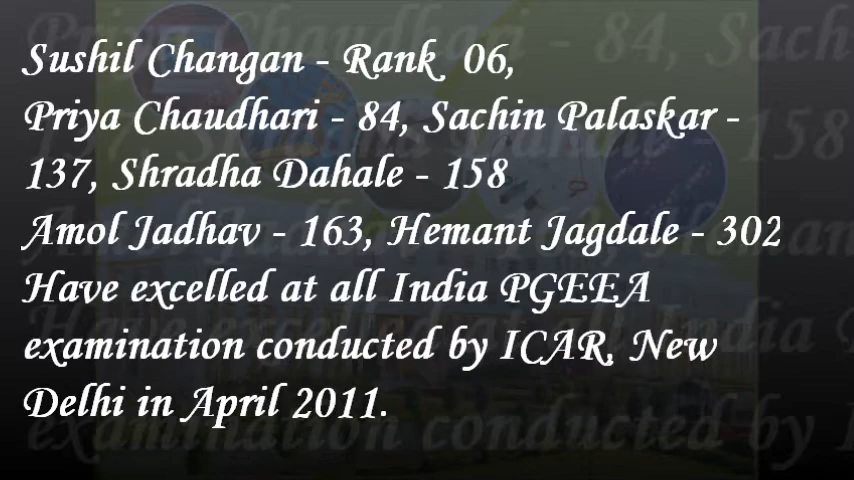 Sushil Changan - Rank  06,
Priya Chaudhari - 84, Sachin Palaskar -
137, Shradha Dahale - 158
Amol Jadhav - 163, Hemant Jagdale - 302
Have excelled at all India PGEEA
examination conducted by ICAR, New
Delhi in April 2011.